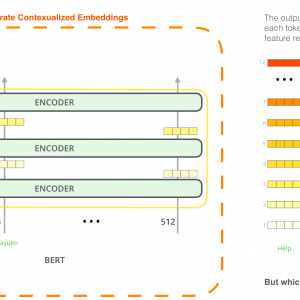 rate Contexualized Embeddings
ENCODER
ENCODER
ENCODER
ayuko
•••
512
BERT
The outpu
each toke
feature re
12
•••
7
6
5
4
3
2
1
Help
But whic